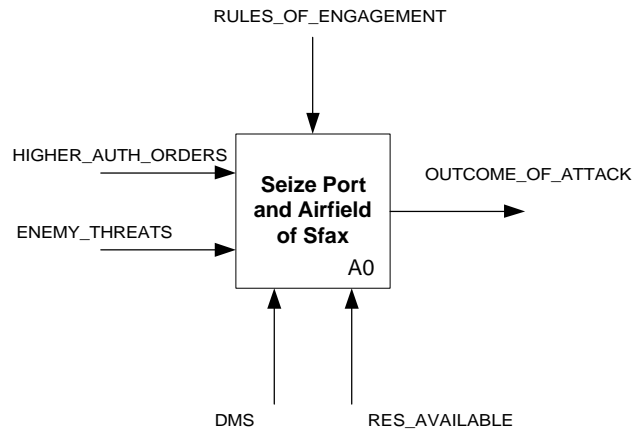 RULES_OF_ENGAGEMENT
HIGHER_AUTH_ORDERS
ENEMY_THREATS
Seize Port
and Airfield
of Sfax
A0
OUTCOME_OF_ATTACK
DMS
RES_AVAILABLE